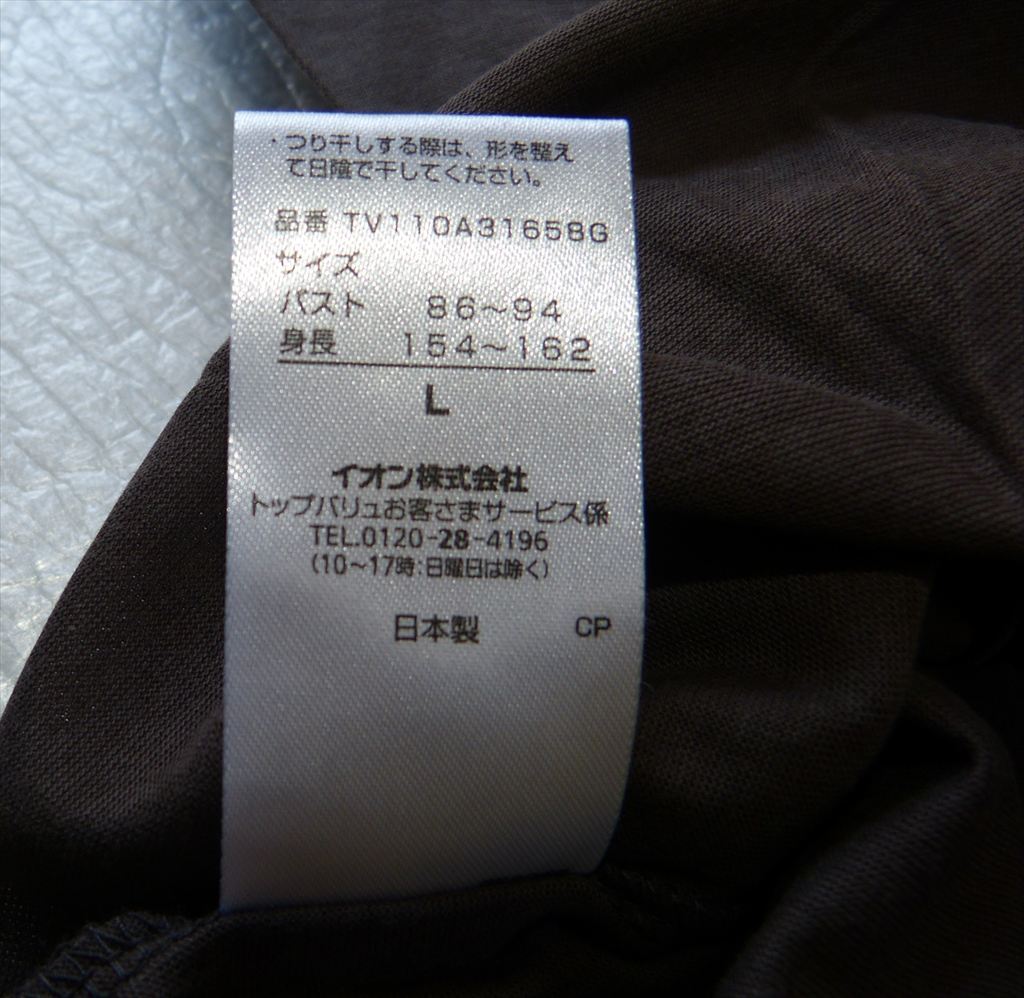 ・つり干しする際は、形を整え
て日陰で干してください。
品番 TV110A31658G
サイズ
バスト 86～94
身長 154～162
L
イオン株式会社
トップバリュお客さまサービス係
TEL.0120-28-4196
(10～17時:日曜日は除く)
日本製 CP